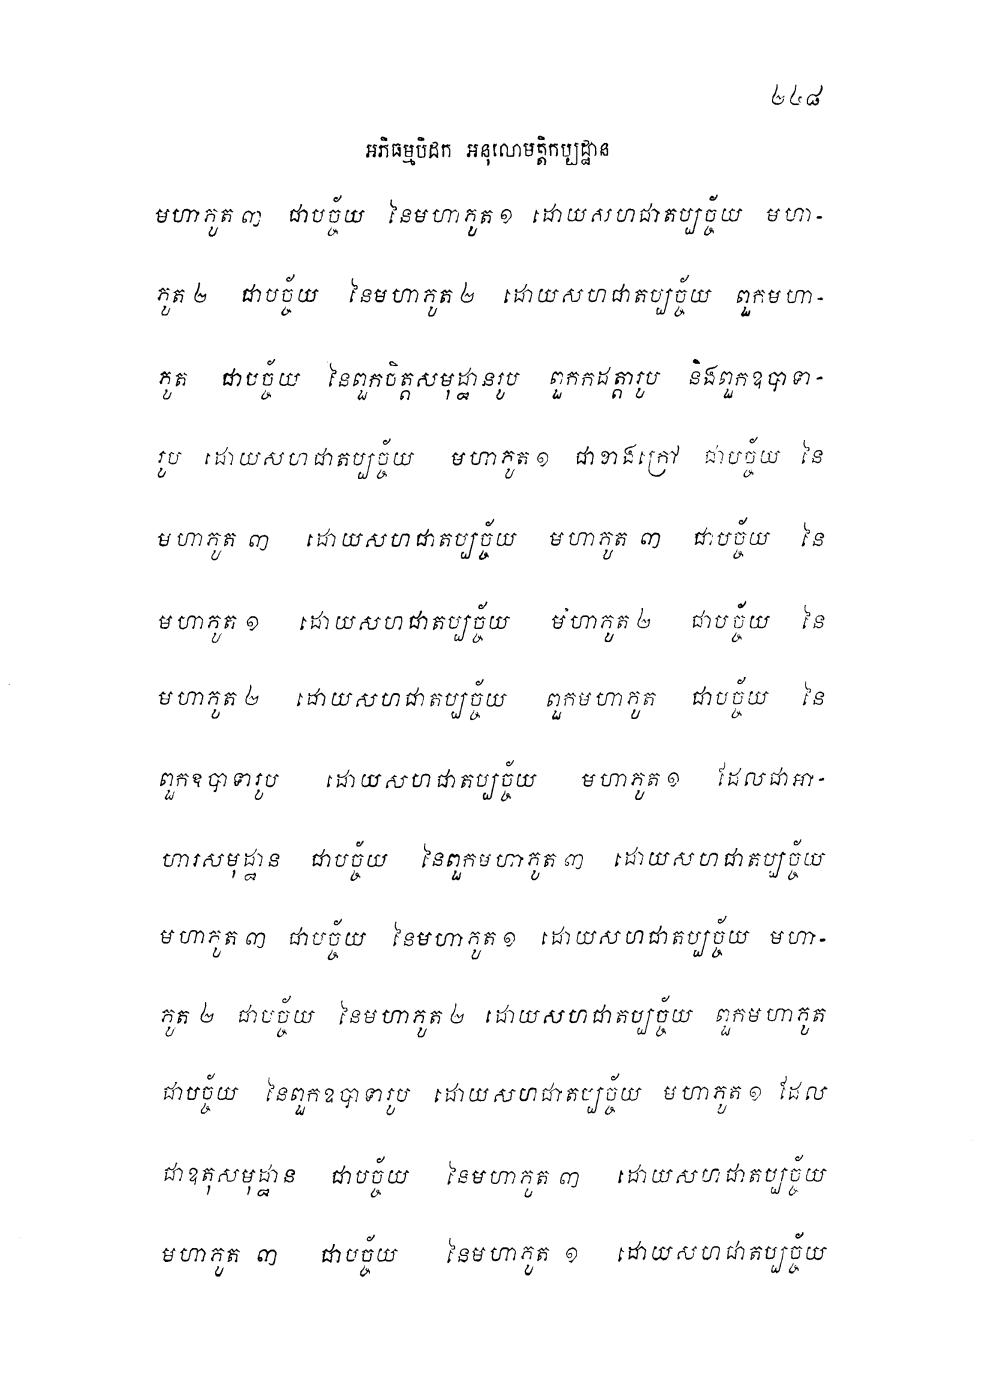 ២៤៨
អភិធម្មបិដក អនុលោមត្តិកប្បដ្ឋាន
មហាភូត ៣ ជាបច្ច័យ នៃមហាភូត ១ ដោយសហជាតប្បច្ច័យ មហា-
ភូត ២ ជាបច្ច័យ នៃមហាភូត ២ ដោយសហជាតប្បច្ច័យ ពួកមហា-
ភូត ជាបច្ច័យ នៃពួកចិត្តសមុដ្ឋានរូប ពួកកដត្តារូប និងពួកឧបាទា-
រូប ដោយសហជាតប្បច្ច័យ មហាភូត ១ ជាខាងក្រៅ ជាបច្ច័យ នៃ
មហាភូត ៣ ដោយសហជាតប្បច្ច័យ មហាភូត ៣ ជាបច្ច័យ នៃ
មហាភូត ១ ដោយសហជាតប្បច្ច័យ មហាភូត ២ ជាបច្ច័យ នៃ
មហាភូត ២ ដោយសហជាតប្បច្ច័យ ពួកមហាភូត ជាបច្ច័យ នៃ
ពួកឧបាទារូប ដោយសហជាតប្បច្ច័យ មហាភូត ១ ដែលជាអា-
ហារសមុដ្ឋាន ជាបច្ច័យ នៃពួកមហាភូត ៣ ដោយសហជាតប្បច្ច័យ
មហាភូត ៣ ជាបច្ច័យ នៃមហាភូត ១ ដោយសហជាតប្បច្ច័យ មហា-
ភូត ២ ជាបច្ច័យ នៃមហាភូត ២ ដោយសហជាតប្បច្ច័យ ពួកមហាភូត
ជាបច្ច័យ នៃពួកឧបាទារូប ដោយសហជាតប្បច្ច័យ មហាភូត ១ ដែល
ជាឧតុសមុដ្ឋាន ជាបច្ច័យ នៃមហាភូត ៣ ដោយសហជាតប្បច្ច័យ
មហាភូត ៣ ជាបច្ច័យ នៃមហាភូត ១ ដោយសហជាតប្បច្ច័យ